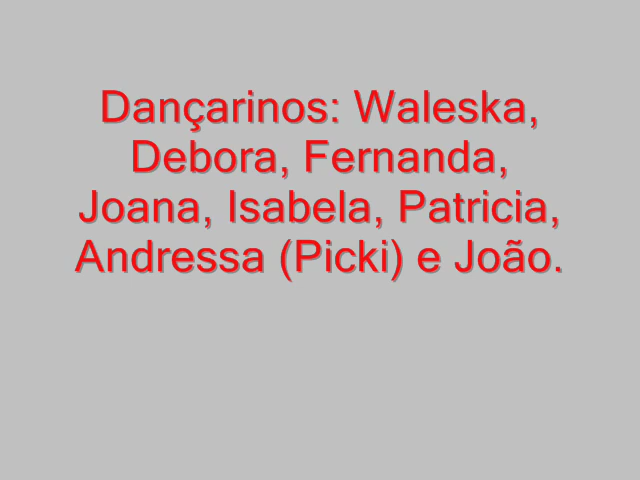 Dançarinos: Waleska,
Debora, Fernanda,
Joana, Isabela, Patricia,
Andressa (Picki) e João.